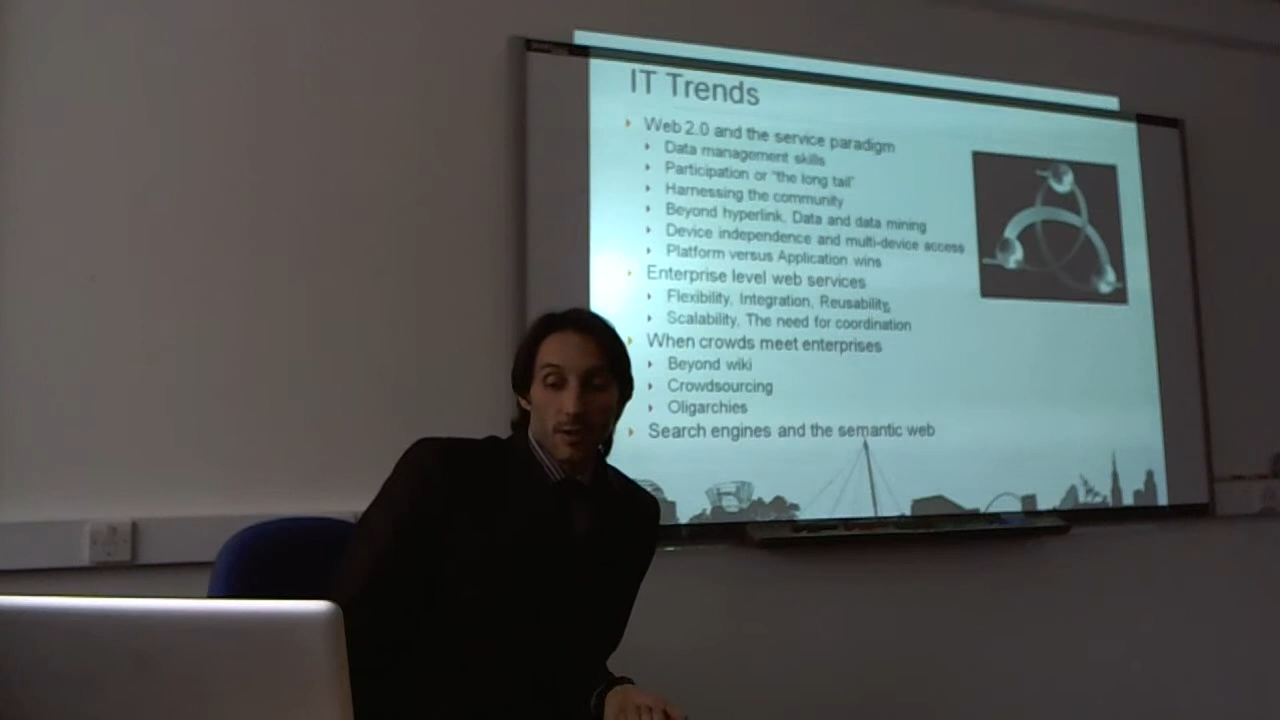 IT Trends
Web 2.0 and the service paradigm
Data management skills
Participation or "the long tail"
Harnessing the community
Beyond hyperlink, Data and data mining
Device independence and multi-device access
Platform versus Application wins
Enterprise level web services
Flexibility, Integration, Reusability,
Scalability, The need for coordination
When crowds meet enterprises
Beyond wiki
Crowdsourcing
Oligarchies
Search engines and the semantic web